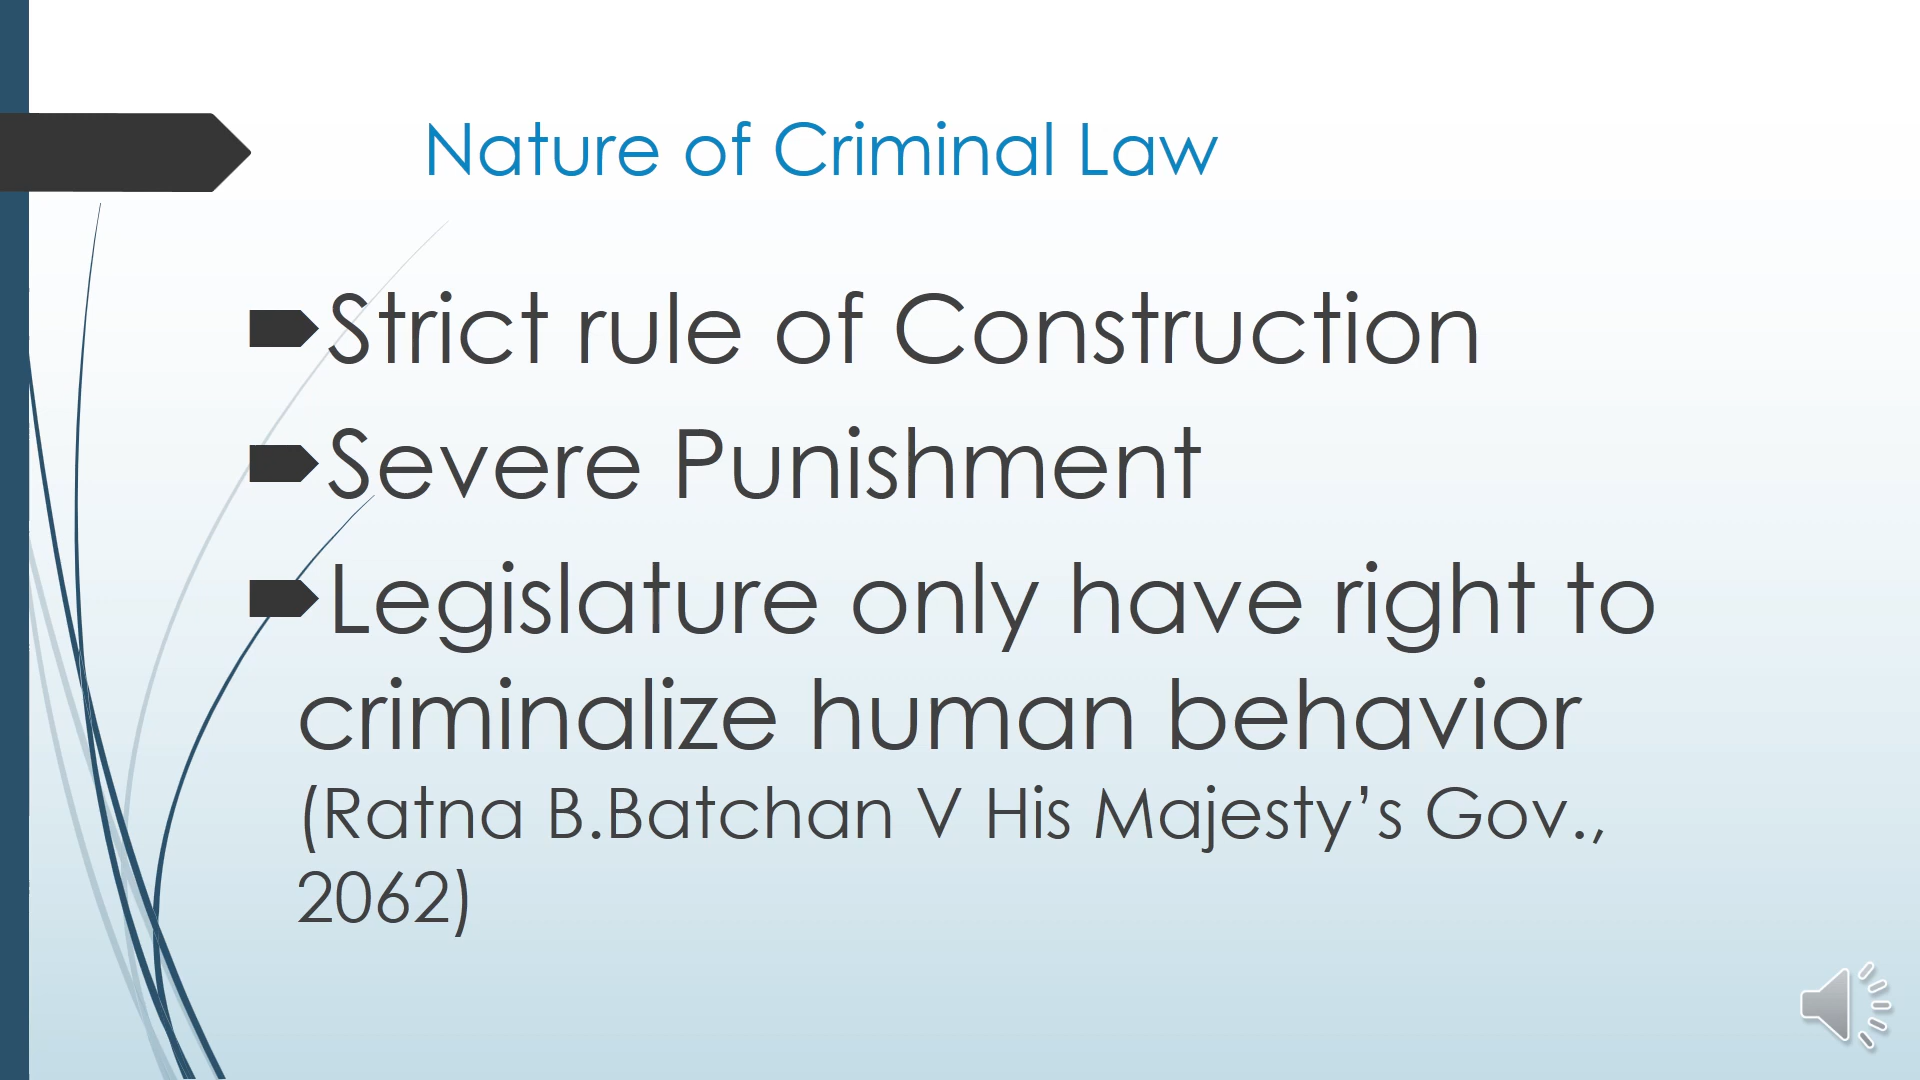 Nature of Criminal Law
Strict rule of Construction
Severe Punishment
Legislature only have right to
criminalize human behavior
(Ratna B.Batchan V His Majesty’s Gov.,
2062)